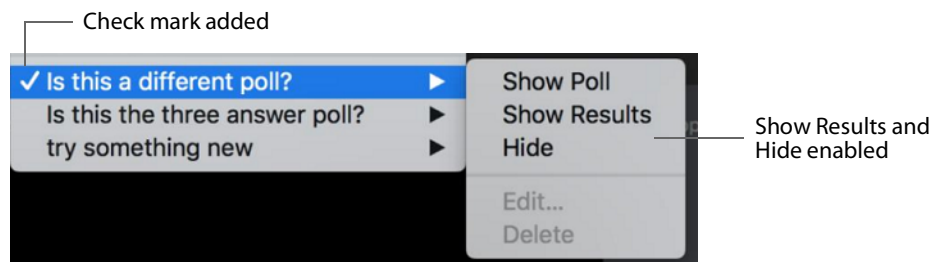 Check mark added
✓ Is this a different poll? ▶
Is this the three answer poll? ▶
try something new ▶
Show Poll
Show Results
Hide
Edit...
Delete
Show Results and
Hide enabled